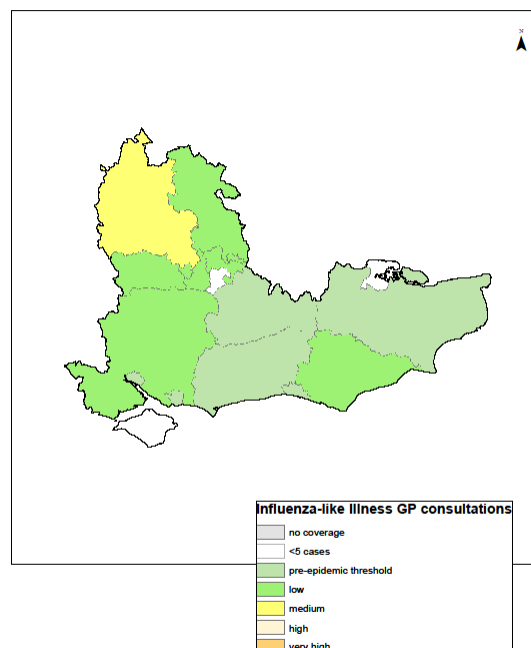 N
Influenza-like Illness GP consultations
no coverage
<5 cases
pre-epidemic threshold
low
medium
high
very high